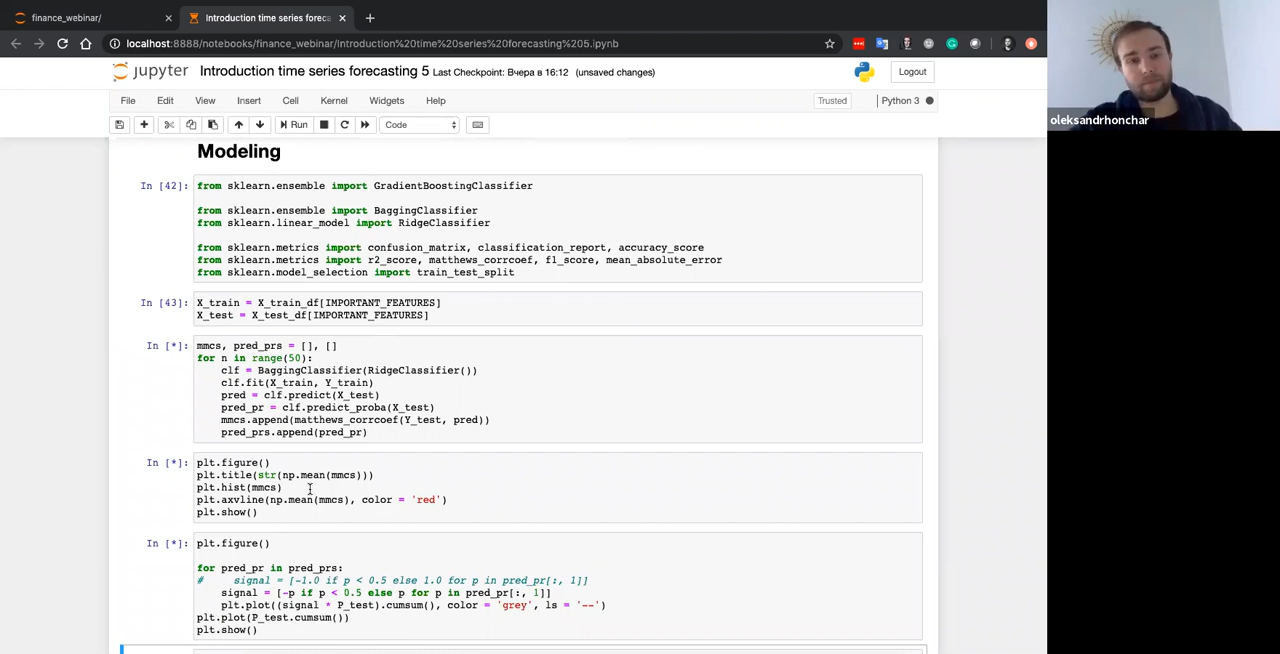 finance_webinar/
Introduction time series foreca
localhost:8888/notebooks/finance_webinar/Introduction%20time%20series%20forecasting%205.ipynb
jupyter Introduction time series forecasting 5 Last Checkpoint: Вчера в 16:12 (unsaved changes)
Logout
File Edit View Insert Cell Kernel Widgets Help
Trusted
Python 3
Run
Code
oleksandrhonchar
Modeling
In [42]: from sklearn.ensemble import GradientBoostingClassifier
from sklearn.ensemble import BaggingClassifier
from sklearn.linear_model import RidgeClassifier
from sklearn.metrics import confusion_matrix, classification_report, accuracy_score
from sklearn.metrics import r2_score, matthews_corrcoef, f1_score, mean_absolute_error
from sklearn.model_selection import train_test_split
In [43]: X_train = X_train_df[IMPORTANT_FEATURES]
X_test = X_test_df[IMPORTANT_FEATURES]
In [*]: mmcs, pred_prs = [], []
for n in range(50):
clf = BaggingClassifier(RidgeClassifier())
clf.fit(X_train, Y_train)
pred = clf.predict(X_test)
pred_pr = clf.predict_proba(X_test)
mmcs.append(matthews_corrcoef(Y_test, pred))
pred_prs.append(pred_pr)
In [*]: plt.figure()
plt.title(str(np.mean(mmcs)))
plt.hist(mmcs)
plt.axvline(np.mean(mmcs), color = 'red')
plt.show()
In [*]: plt.figure()
for pred_pr in pred_prs:
# signal = [-1.0 if p < 0.5 else 1.0 for p in pred_pr[:, 1]]
signal = [-p if p < 0.5 else p for p in pred_pr[:, 1]]
plt.plot((signal * P_test).cumsum(), color = 'grey', ls = '--')
plt.plot(P_test.cumsum())
plt.show()